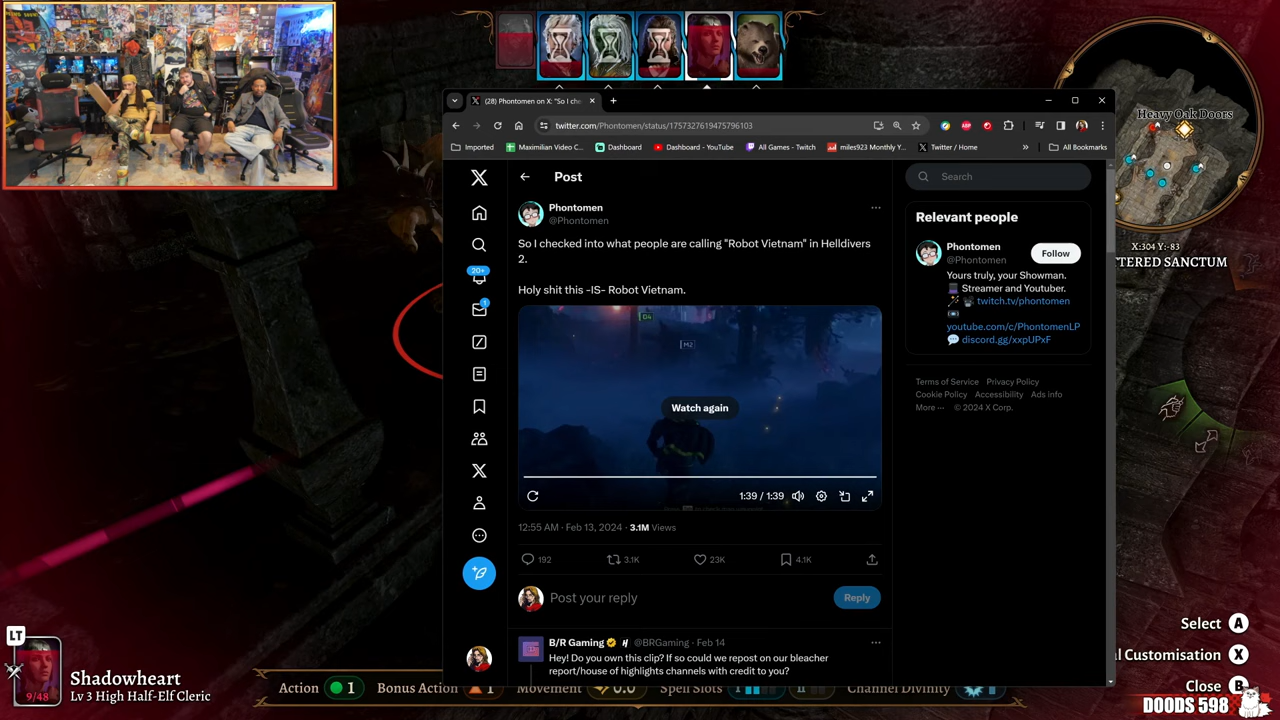 (28) Phontomen on X: "So I che
twitter.com/Phontomen/status/1757327619475796103
Imported
Maximilian Video C...
Dashboard
Dashboard - YouTube
All Games - Twitch
miles923 Monthly Y...
Twitter / Home
»
All Bookmarks
Post
Search
Phontomen
@Phontomen
So I checked into what people are calling "Robot Vietnam" in Helldivers
2.
Holy shit this -IS- Robot Vietnam.
D4
M2
Watch again
1:39 / 1:39
12:55 AM · Feb 13, 2024 · 3.1M Views
192
3.1K
23K
4.1K
Post your reply
Reply
B/R Gaming @BRGaming · Feb 14
Hey! Do you own this clip? If so could we repost on our bleacher
report/house of highlights channels with credit to you?
20+
1
Relevant people
Phontomen
@Phontomen
Follow
Yours truly, your Showman.
Streamer and Youtuber.
twitch.tv/phontomen
youtube.com/c/PhontomenLP
discord.gg/xxpUPxF
Terms of Service Privacy Policy
Cookie Policy Accessibility Ads info
More ··· © 2024 X Corp.
Heavy Oak Doors
S
X:304 Y:-83
TERED SANCTUM
LT
9/48
Shadowheart
Lv 3 High Half-Elf Cleric
Action 1 Bonus Action 1 Movement 0.0 Spell Slots I II Channel Divinity
Select A
l Customisation X
Close B
DOODS 598